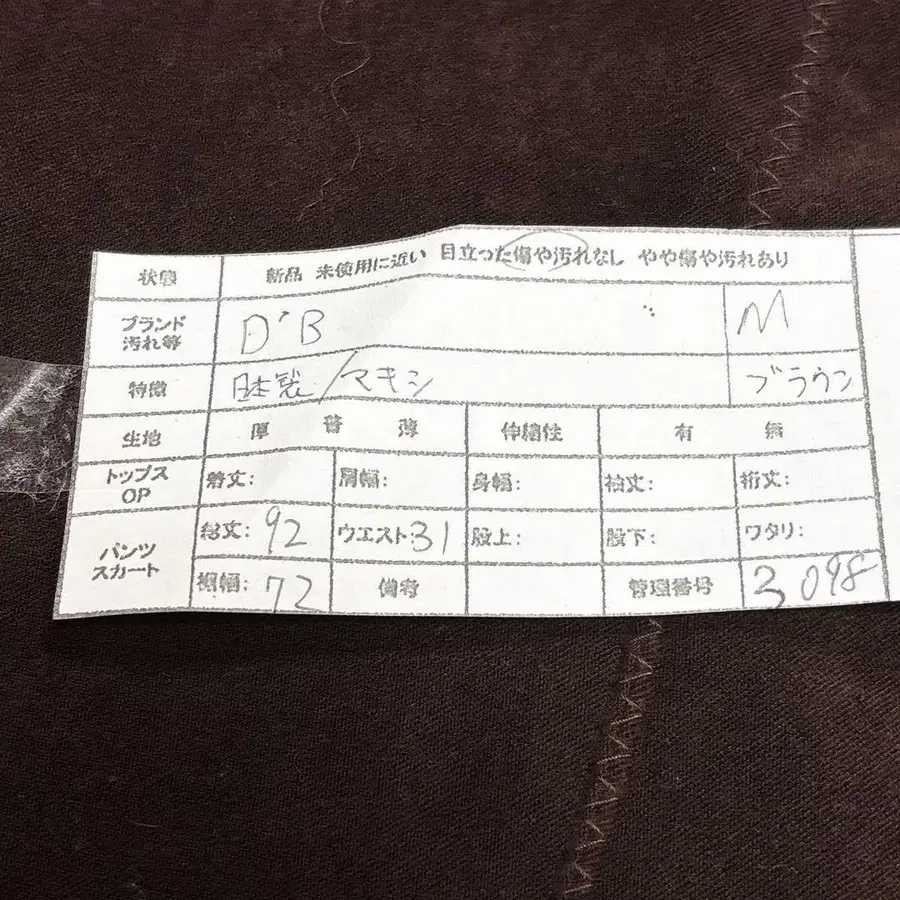 状態 新品 未使用に近い 目立った傷や汚れなし やや傷や汚れあり
ブランド 汚れ等 D'B M
特徴 日本製/マキシ ブラウン
生地 厚 普 薄 伸縮性 有 無
トップス OP 着丈: 肩幅: 身幅: 袖丈: 裄丈:
パンツ スカート 総丈: 92 ウエスト: 31 股上: 股下: ワタリ:
裾幅: 72 備考 管理番号 3098